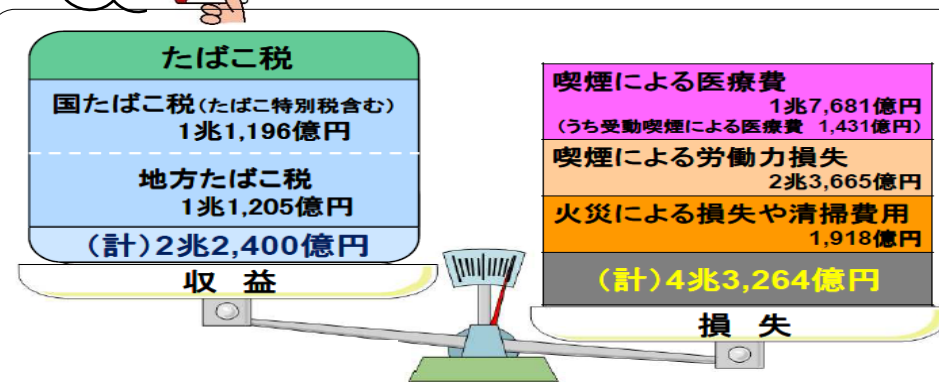 たばこ税
国たばこ税(たばこ特別税含む)
1兆1,196億円
地方たばこ税
1兆1,205億円
(計)2兆2,400億円
収 益
喫煙による医療費
1兆7,681億円
(うち受動喫煙による医療費 1,431億円)
喫煙による労働力損失
2兆3,665億円
火災による損失や清掃費用
1,918億円
(計)4兆3,264億円
損 失